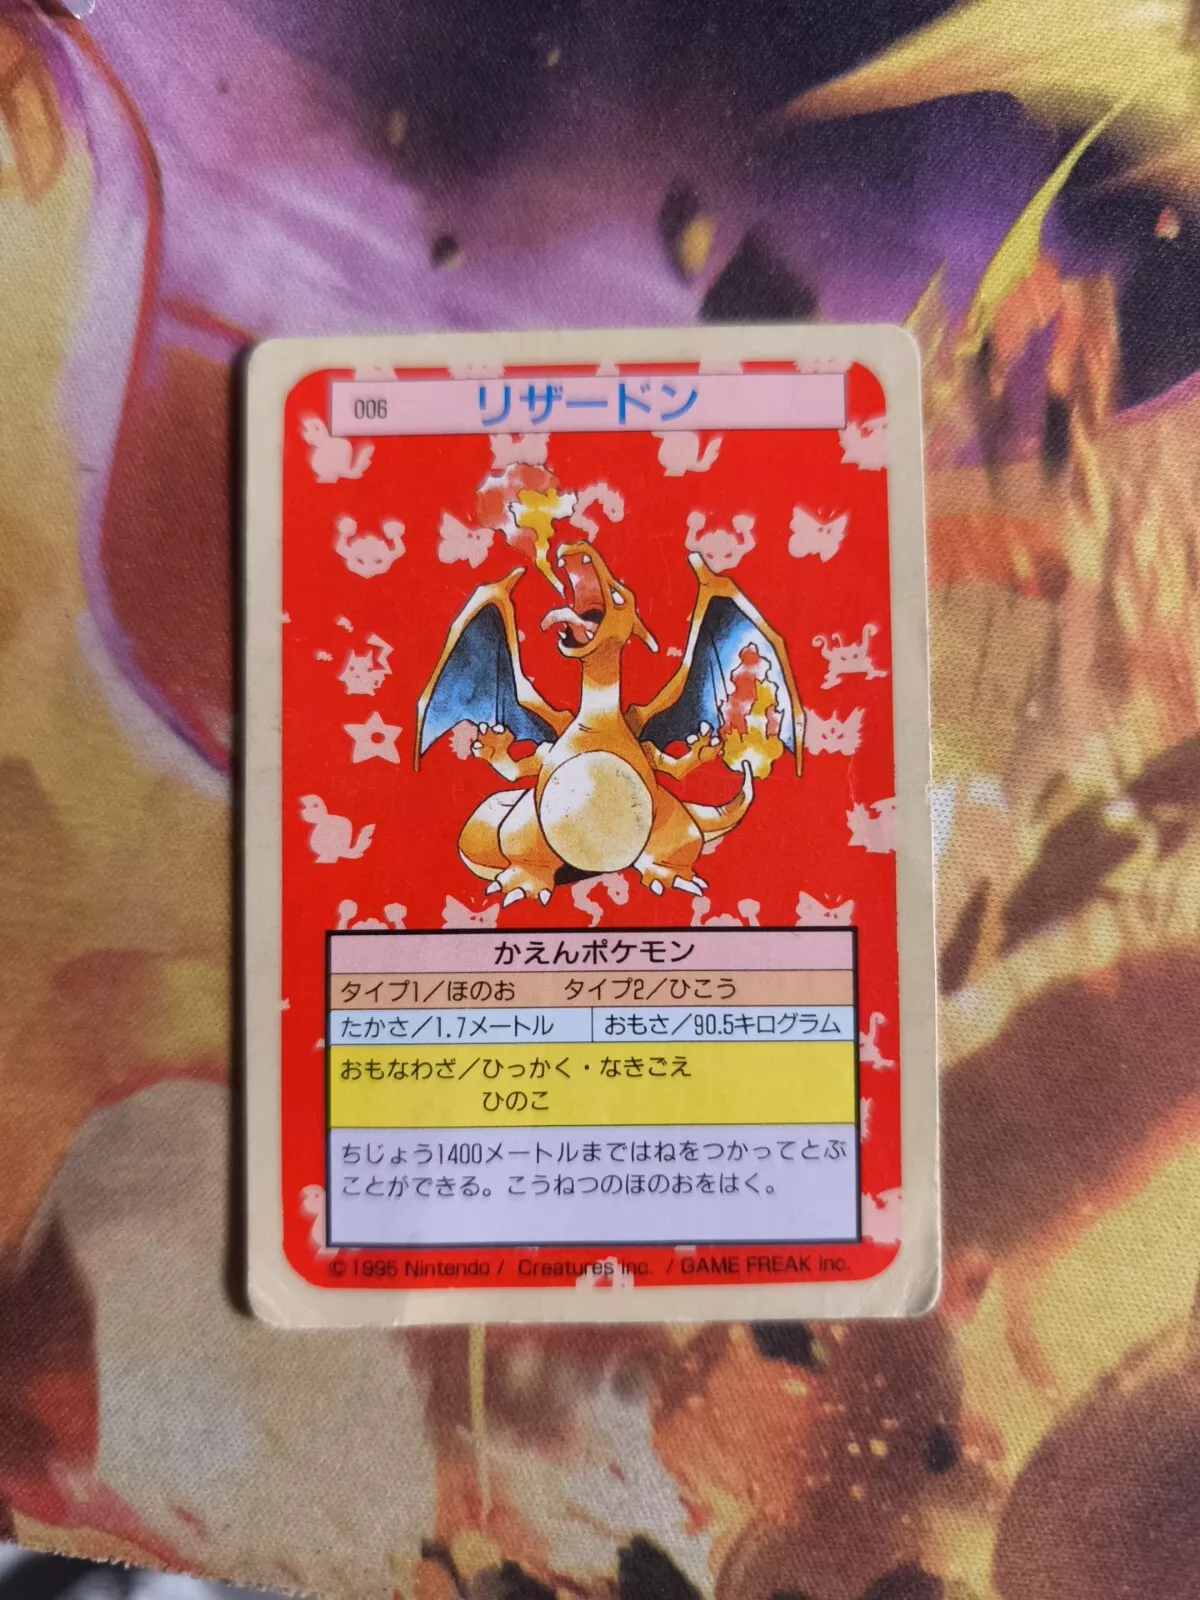 006 リザードン
かえんポケモン
タイプ1/ほのお タイプ2/ひこう
たかさ/1.7メートル おもさ/90.5キログラム
おもなわざ/ひっかく・なきごえ
ひのこ
ちじょう1400メートルまではねをつかってとぶ
ことができる。こうねつのほのおをはく。
© 1995 Nintendo / Creatures inc. / GAME FREAK inc.